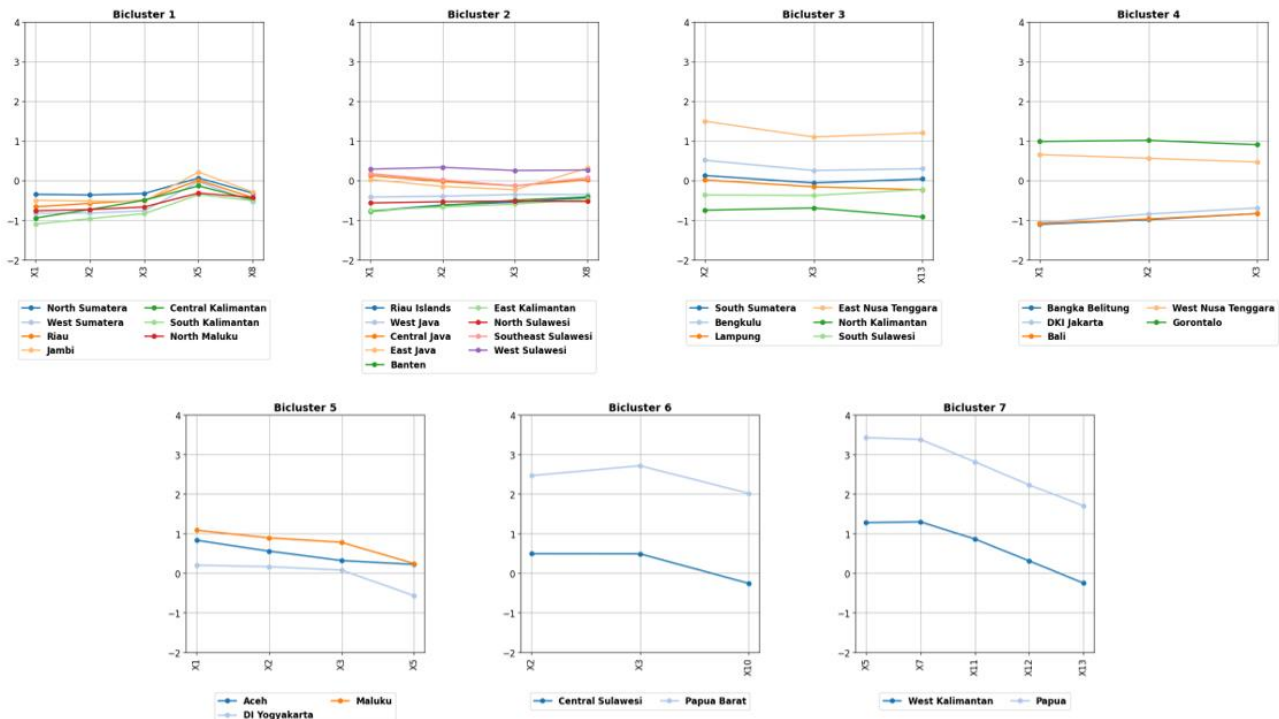 Bicluster 1
4
3
2
1
0
−1
−2
X1
X2
X3
X5
X8
North Sumatera
West Sumatera
Riau
Jambi
Central Kalimantan
South Kalimantan
North Maluku
Bicluster 2
4
3
2
1
0
−1
−2
X1
X2
X3
X8
Riau Islands
West Java
Central Java
East Java
Banten
East Kalimantan
North Sulawesi
Southeast Sulawesi
West Sulawesi
Bicluster 3
4
3
2
1
0
−1
−2
X2
X3
X13
South Sumatera
Bengkulu
Lampung
East Nusa Tenggara
North Kalimantan
South Sulawesi
Bicluster 4
4
3
2
1
0
−1
−2
X1
X2
X3
Bangka Belitung
DKI Jakarta
Bali
West Nusa Tenggara
Gorontalo
Bicluster 5
4
3
2
1
0
−1
−2
X1
X2
X3
X5
Aceh
DI Yogyakarta
Maluku
Bicluster 6
4
3
2
1
0
−1
−2
X2
X3
X10
Central Sulawesi
Papua Barat
Bicluster 7
4
3
2
1
0
−1
−2
X5
X7
X11
X12
X13
West Kalimantan
Papua